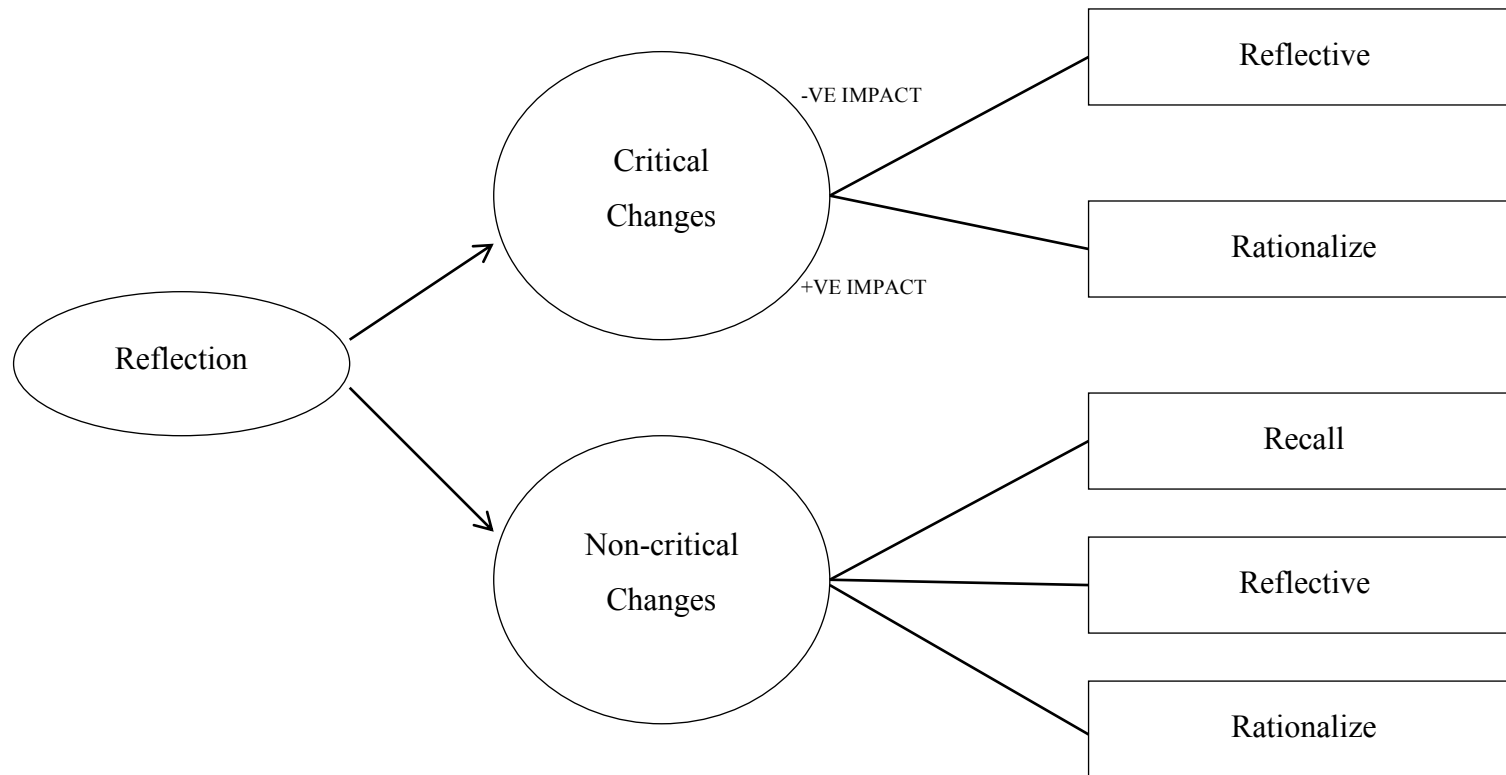 Reflection
Critical
Changes
-VE IMPACT
+VE IMPACT
Reflective
Rationalize
Non-critical
Changes
Recall
Reflective
Rationalize